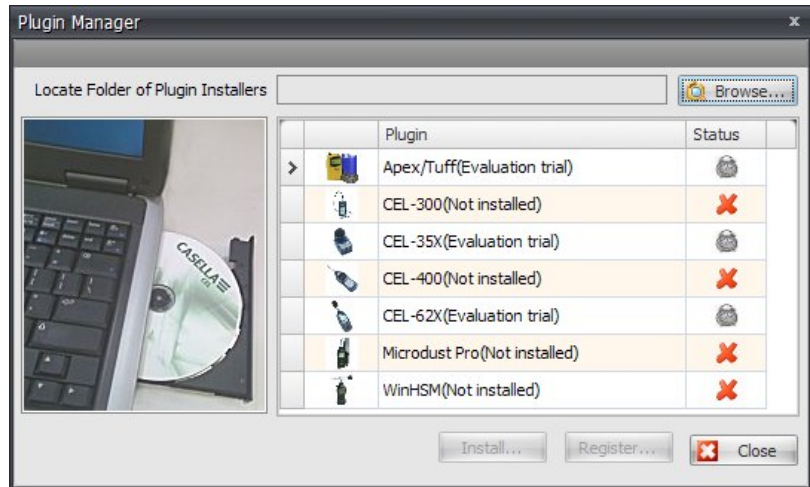 Plugin Manager
Locate Folder of Plugin Installers
Browse...
CASELLA
CEL
Plugin Status
Apex/Tuff(Evaluation trial)
CEL-300(Not installed)
CEL-35X(Evaluation trial)
CEL-400(Not installed)
CEL-62X(Evaluation trial)
Microdust Pro(Not installed)
WinHSM(Not installed)
Install... Register... Close